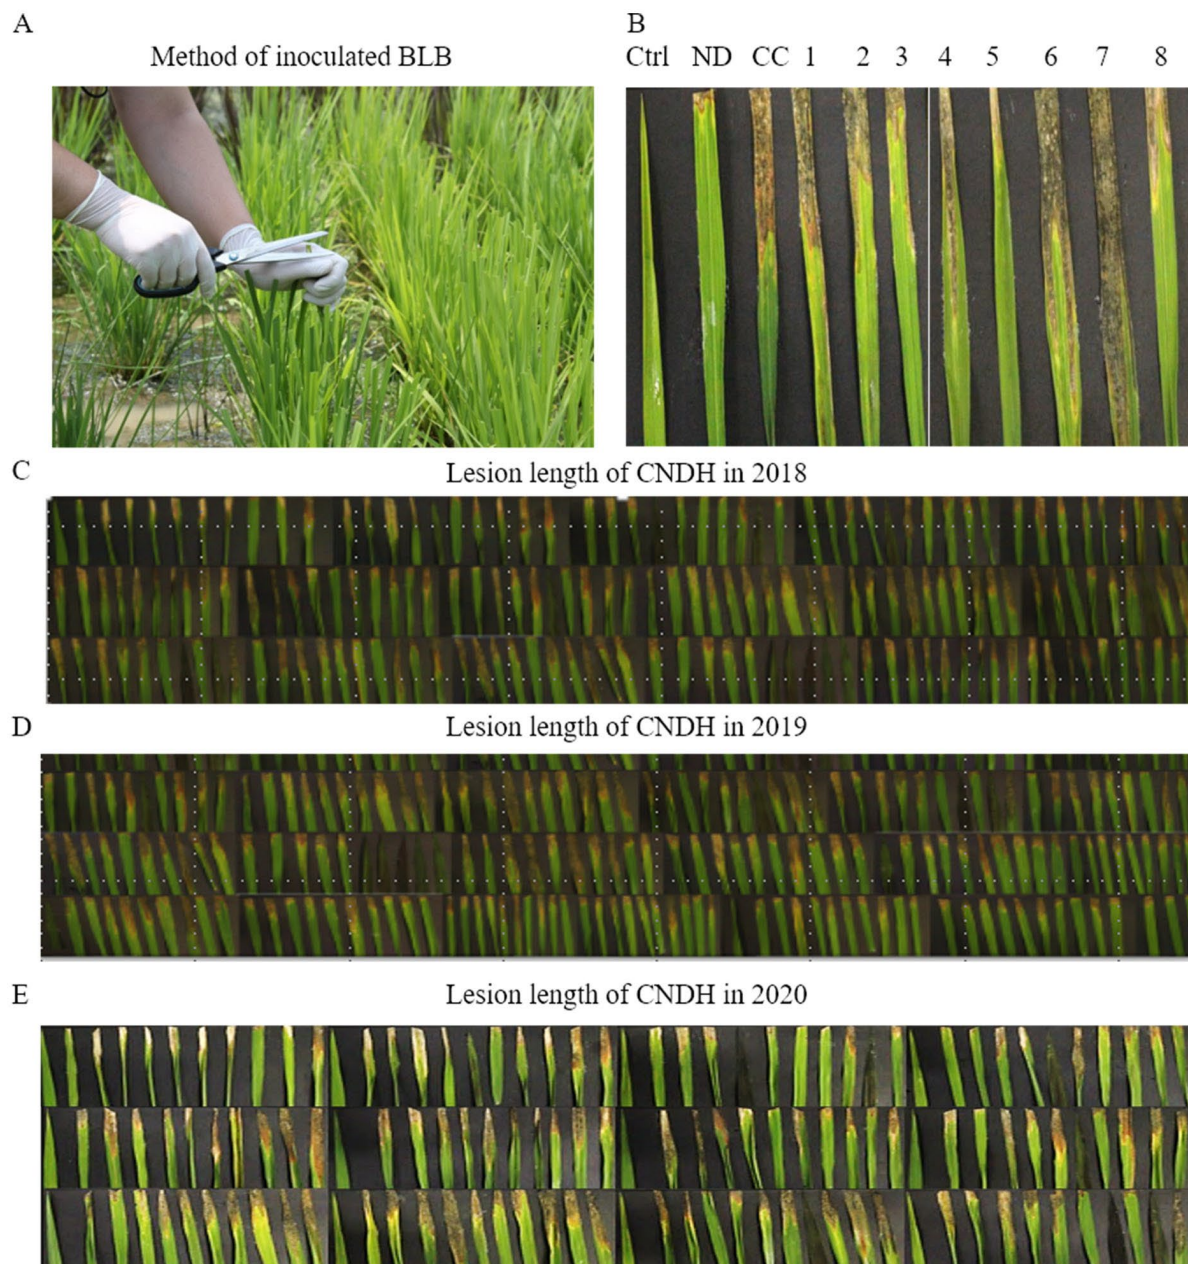 A
Method of inoculated BLB
B
Ctrl ND CC 1 2 3 4 5 6 7 8
C
Lesion length of CNDH in 2018
D
Lesion length of CNDH in 2019
E
Lesion length of CNDH in 2020